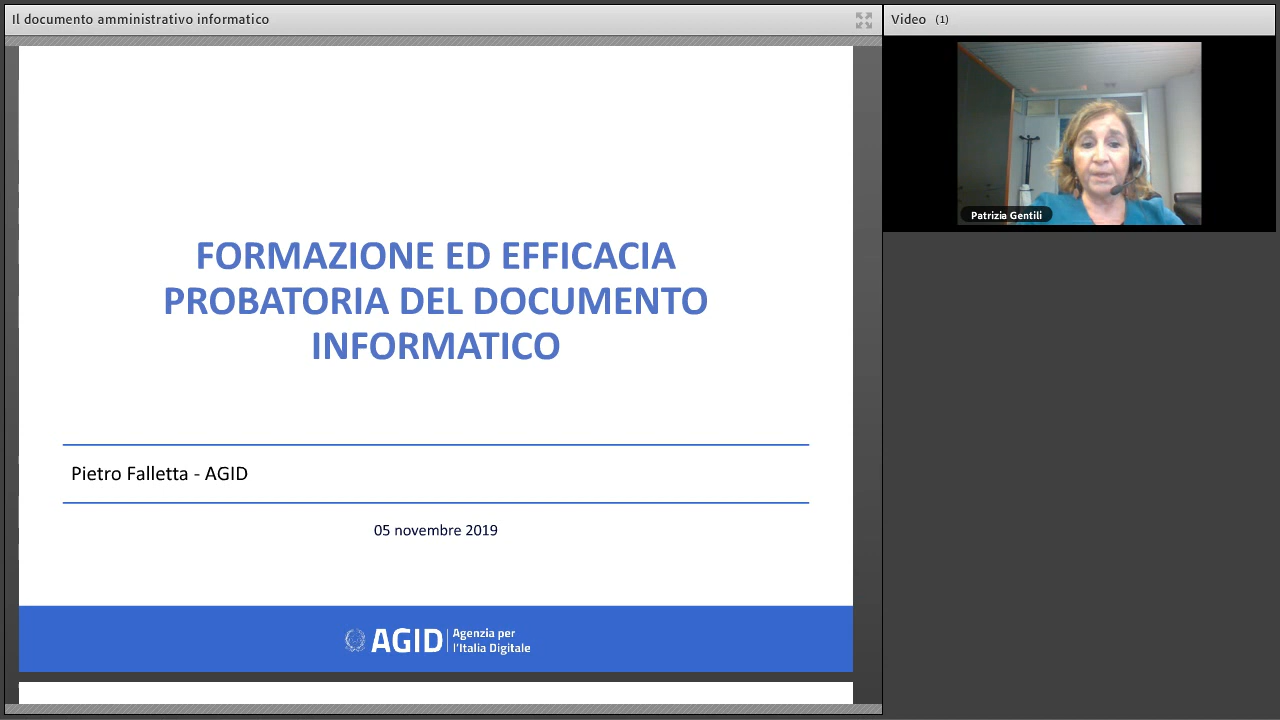 Il documento amministrativo informatico
Video (1)
Patrizia Gentili
FORMAZIONE ED EFFICACIA
PROBATORIA DEL DOCUMENTO
INFORMATICO
Pietro Falletta - AGID
05 novembre 2019
AGID Agenzia per
l'Italia Digitale